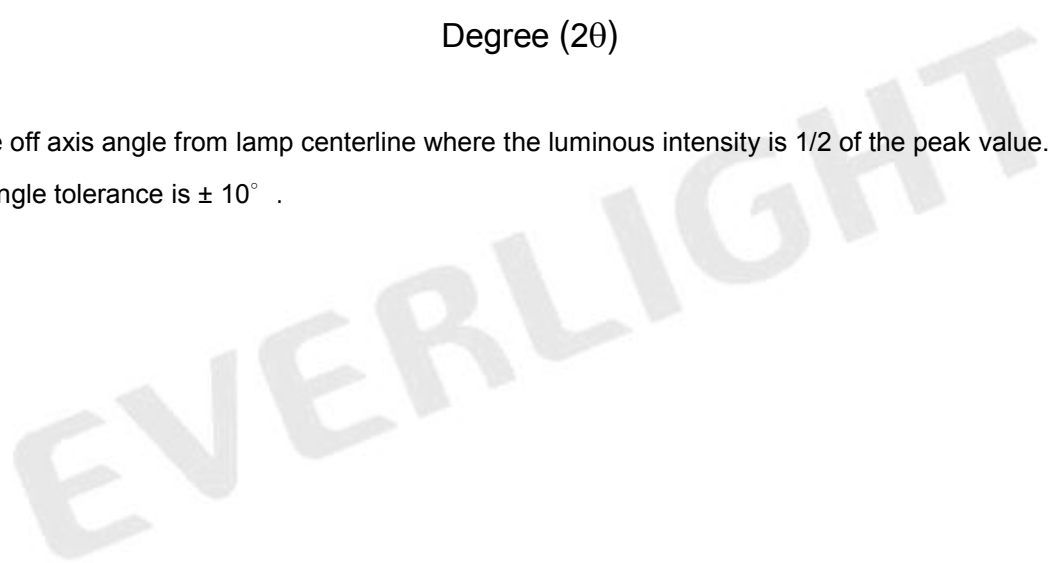 Degree (2θ)
off axis angle from lamp centerline where the luminous intensity is 1/2 of the peak value.
tolerance is ± 10° .
EVERLIGHT